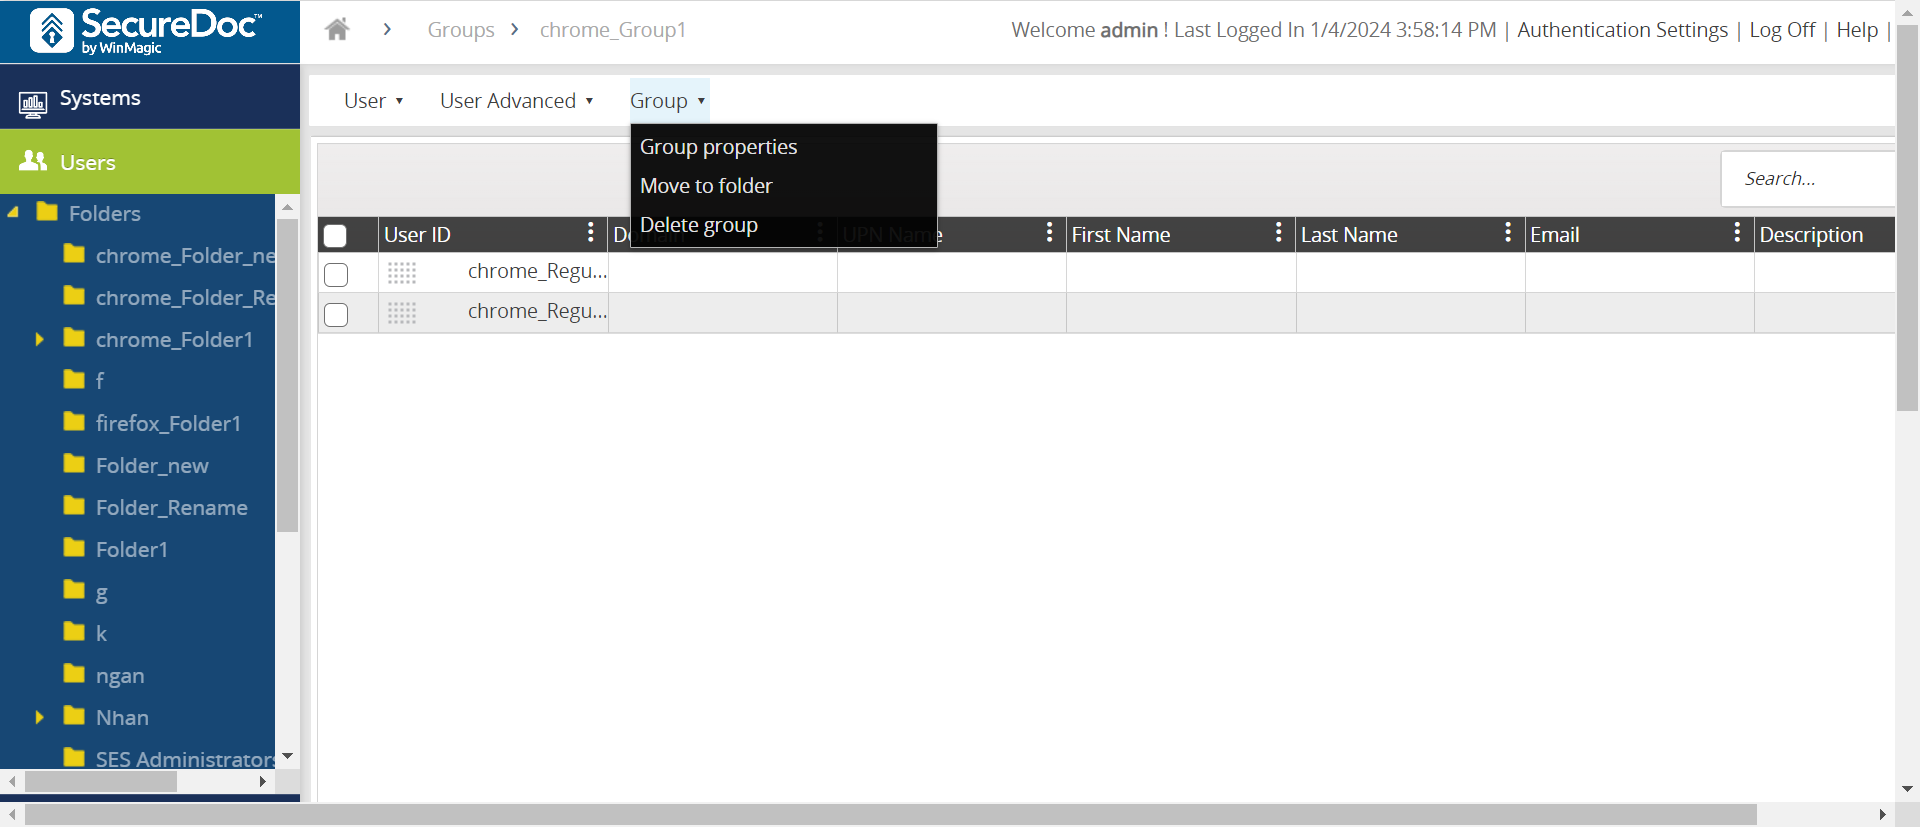 SecureDoc™
by WinMagic
Groups
chrome_Group1
Welcome admin ! Last Logged In 1/4/2024 3:58:14 PM | Authentication Settings | Log Off | Help |
Systems
Users
Folders
chrome_Folder_ne
chrome_Folder_Re
chrome_Folder1
f
firefox_Folder1
Folder_new
Folder_Rename
Folder1
g
k
ngan
Nhan
SES Administrators
User
User Advanced
Group
Group properties
Move to folder
Delete group
Search...
User ID
Domain
UPN Name
First Name
Last Name
Email
Description
chrome_Regu...
chrome_Regu...